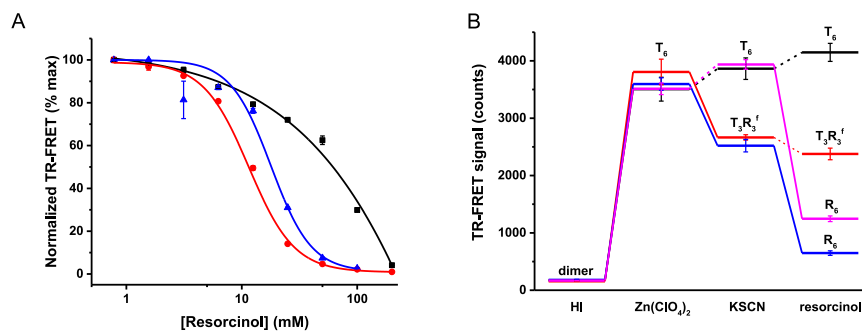 A
Normalized TR-FRET (% max)
100
80
60
40
20
0
1
10
100
[Resorcinol] (mM)
B
TR-FRET signal (counts)
4000
3000
2000
1000
0
T6
T6
T6
T3R3f
T3R3f
R6
R6
dimer
HI
Zn(ClO4)2
KSCN
resorcinol